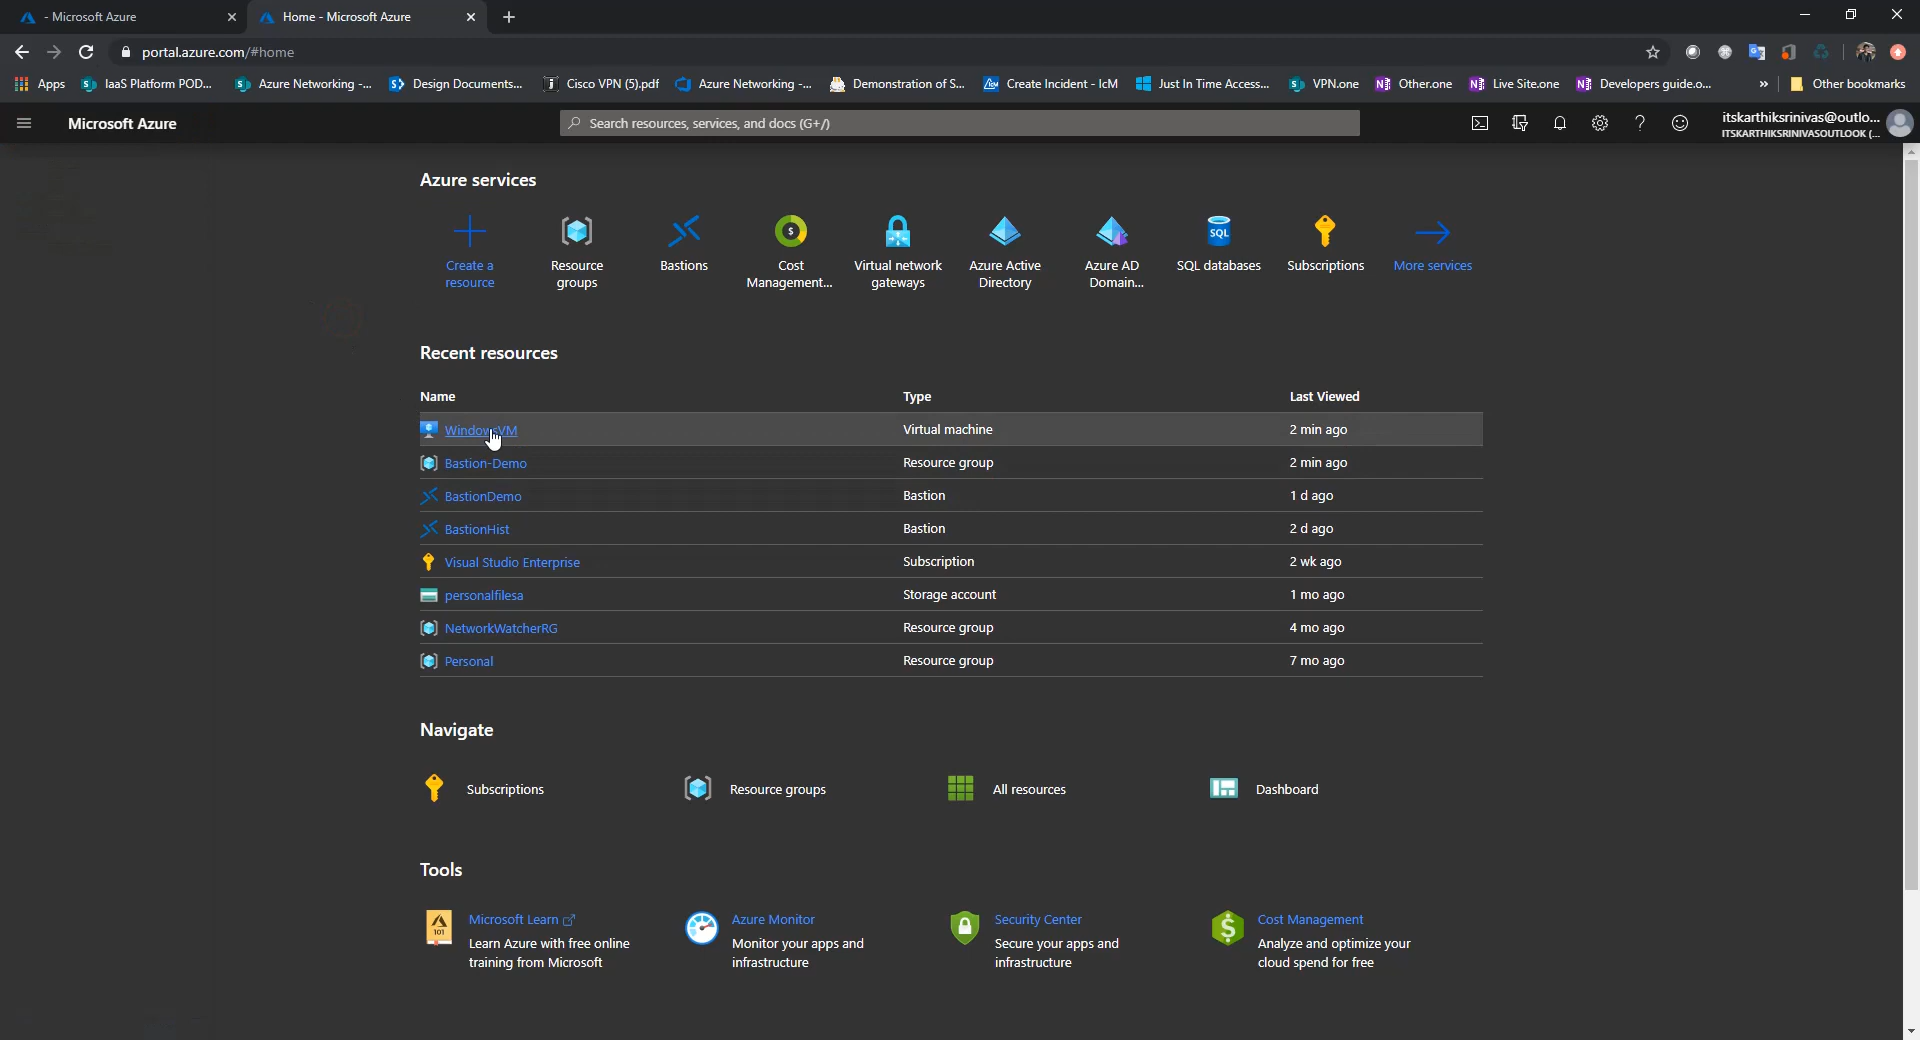 - Microsoft Azure
Home - Microsoft Azure
portal.azure.com/#home
Apps
IaaS Platform POD...
Azure Networking -...
Design Documents...
Cisco VPN (5).pdf
Azure Networking -...
Demonstration of S...
Create Incident - IcM
Just In Time Access...
VPN.one
Other.one
Live Site.one
Developers guide.o...
»
Other bookmarks
Microsoft Azure
Search resources, services, and docs (G+/)
itskarthiksrinivas@outlo...
ITSKARTHIKSRINIVASOUTLOOK (...
Azure services
Create a
resource
Resource
groups
Bastions
Cost
Management...
Virtual network
gateways
Azure Active
Directory
Azure AD
Domain...
SQL
SQL databases
Subscriptions
More services
Recent resources
Name Type Last Viewed
WindowsVM Virtual machine 2 min ago
Bastion-Demo Resource group 2 min ago
BastionDemo Bastion 1 d ago
BastionHist Bastion 2 d ago
Visual Studio Enterprise Subscription 2 wk ago
personalfilesa Storage account 1 mo ago
NetworkWatcherRG Resource group 4 mo ago
Personal Resource group 7 mo ago
Navigate
Subscriptions
Resource groups
All resources
Dashboard
Tools
101
Microsoft Learn
Learn Azure with free online
training from Microsoft
Azure Monitor
Monitor your apps and
infrastructure
Security Center
Secure your apps and
infrastructure
Cost Management
Analyze and optimize your
cloud spend for free